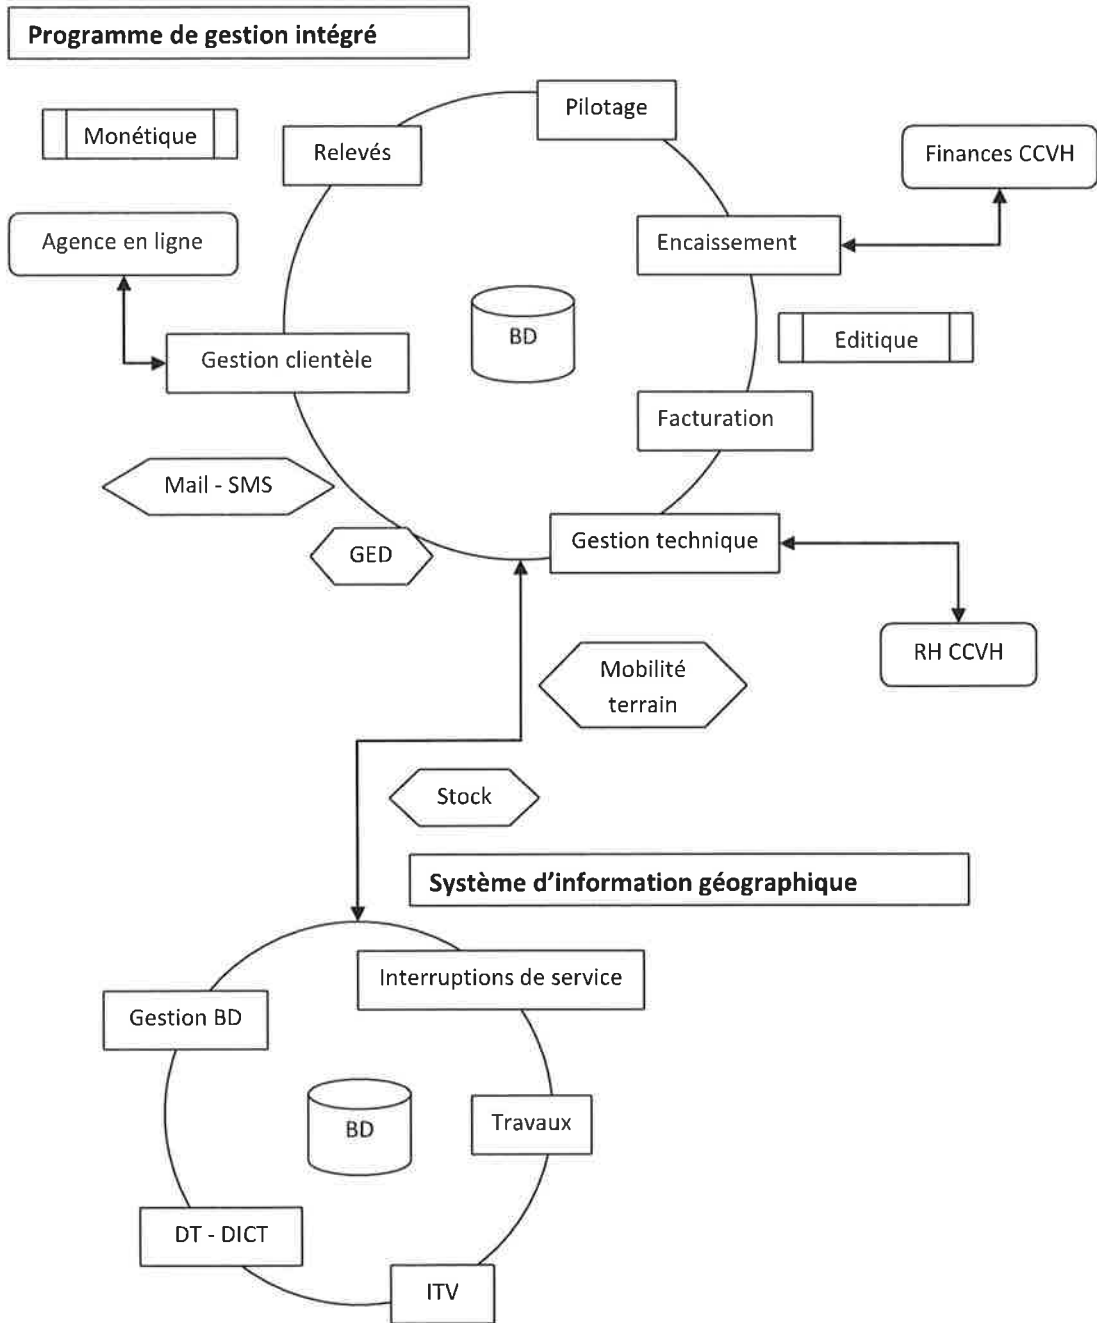 Programme de gestion intégré
Pilotage
Monétique
Relevés
Finances CCVH
Agence en ligne
Encaissement
BD
Editique
Gestion clientèle
Facturation
Mail - SMS
GED
Gestion technique
RH CCVH
Mobilité
terrain
Stock
Système d'information géographique
Interruptions de service
Gestion BD
BD
Travaux
DT - DICT
ITV